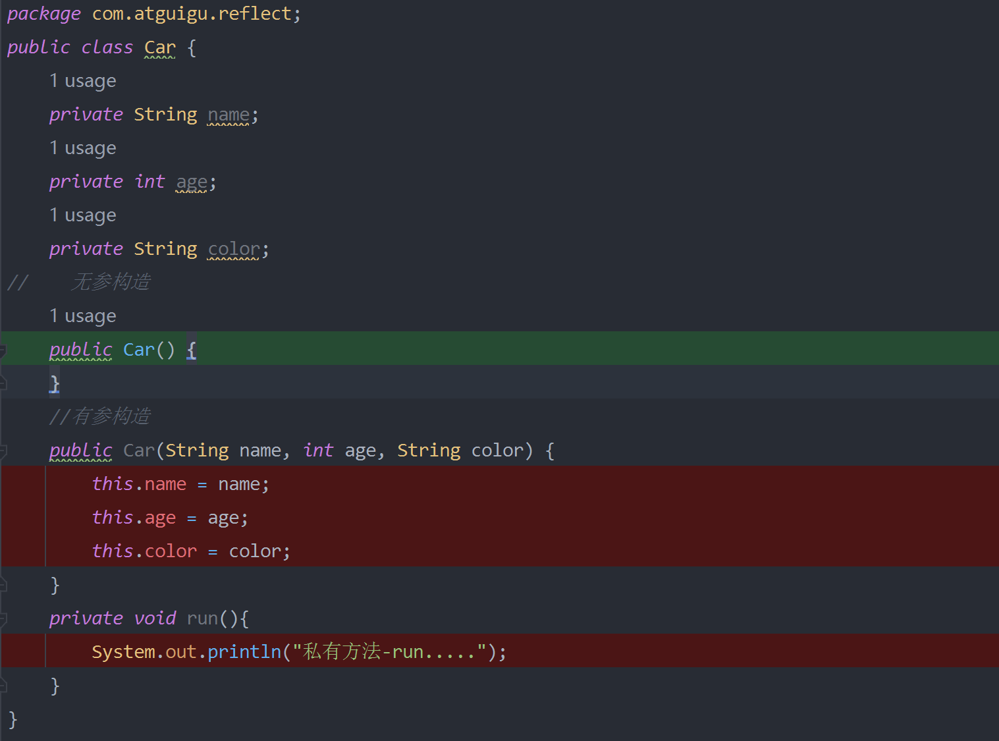 package com.atguigu.reflect;
public class Car {
1 usage
private String name;
1 usage
private int age;
1 usage
private String color;
// 无参构造
1 usage
public Car() {
}
//有参构造
public Car(String name, int age, String color) {
this.name = name;
this.age = age;
this.color = color;
}
private void run(){
System.out.println("私有方法-run.....");
}
}